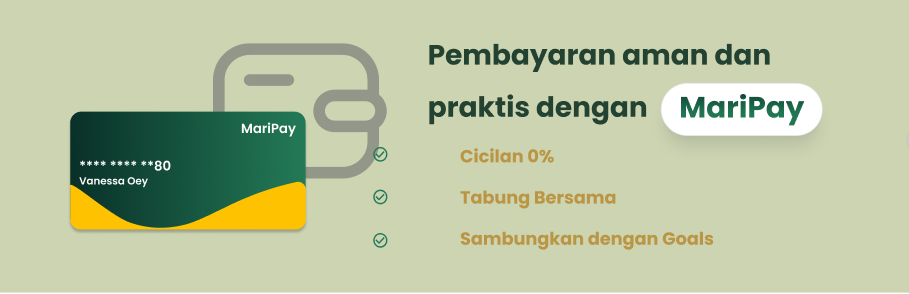 MariPay
**** **** **80
Vanessa Oey
Pembayaran aman dan
praktis dengan MariPay
Cicilan 0%
Tabung Bersama
Sambungkan dengan Goals